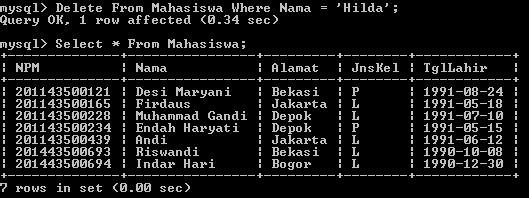 mysql> Delete From Mahasiswa Where Nama = 'Hilda';
Query OK, 1 row affected (0.34 sec)
mysql> Select * From Mahasiswa;
+--------------+----------------+---------+--------+------------+
| NPM          | Nama           | Alamat  | JnsKel | TglLahir   |
+--------------+----------------+---------+--------+------------+
| 201143500121 | Desi Maryani   | Bekasi  | P      | 1991-08-24 |
| 201143500165 | Firdaus        | Jakarta | L      | 1991-05-18 |
| 201143500228 | Muhammad Gandi | Depok   | L      | 1991-07-10 |
| 201143500234 | Endah Haryati  | Depok   | P      | 1991-05-15 |
| 201143500439 | Andi           | Jakarta | L      | 1991-06-12 |
| 201443500693 | Riswandi       | Bekasi  | L      | 1990-10-08 |
| 201443500694 | Indar Hari     | Bogor   | L      | 1990-12-30 |
+--------------+----------------+---------+--------+------------+
7 rows in set (0.00 sec)